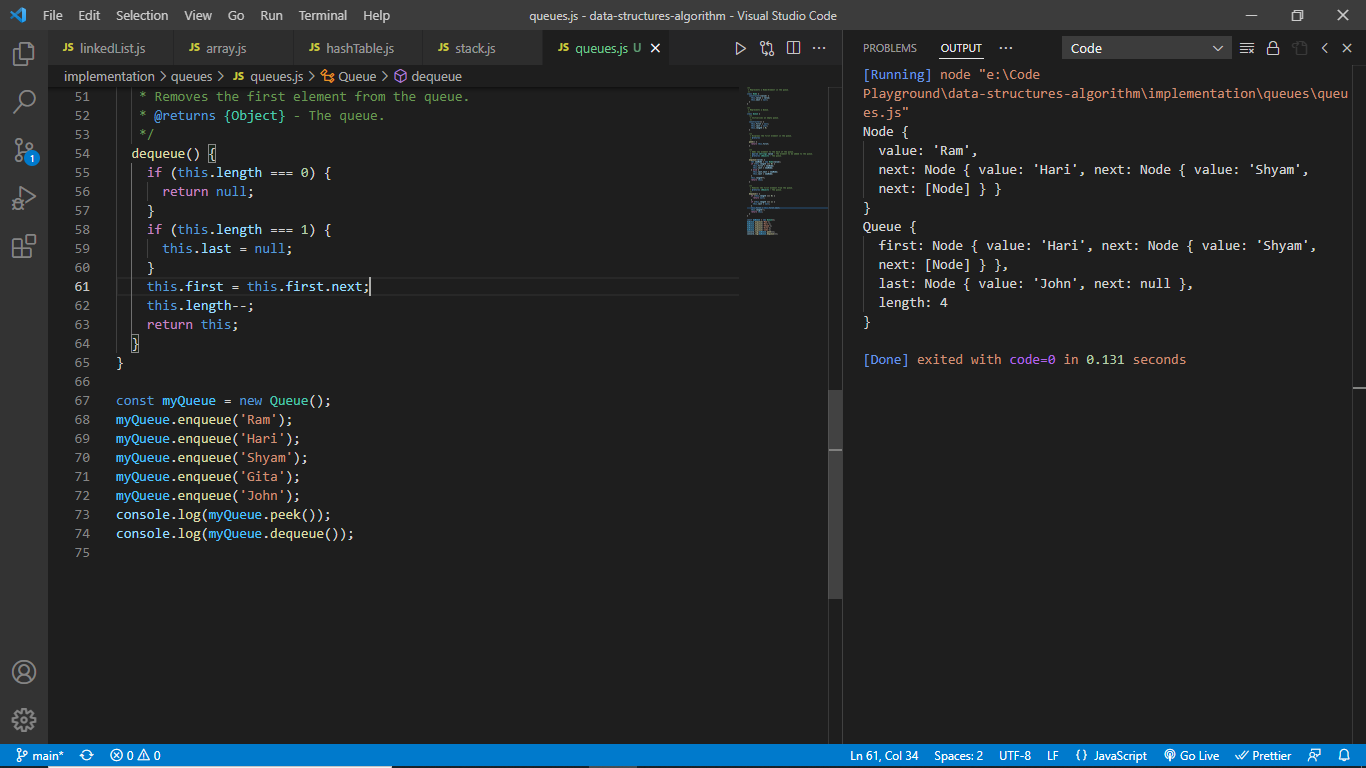 File Edit Selection View Go Run Terminal Help queues.js - data-structures-algorithm - Visual Studio Code
JS linkedList.js JS array.js JS hashTable.js JS stack.js JS queues.js U
PROBLEMS OUTPUT ··· Code
implementation > queues > JS queues.js > Queue > dequeue
51 * Removes the first element from the queue.
52 * @returns {Object} - The queue.
53 */
54 dequeue() {
55 if (this.length === 0) {
56 return null;
57 }
58 if (this.length === 1) {
59 this.last = null;
60 }
61 this.first = this.first.next;
62 this.length--;
63 return this;
64 }
65 }
66
67 const myQueue = new Queue();
68 myQueue.enqueue('Ram');
69 myQueue.enqueue('Hari');
70 myQueue.enqueue('Shyam');
71 myQueue.enqueue('Gita');
72 myQueue.enqueue('John');
73 console.log(myQueue.peek());
74 console.log(myQueue.dequeue());
75
[Running] node "e:\Code
Playground\data-structures-algorithm\implementation\queues\queu
es.js"
Node {
value: 'Ram',
next: Node { value: 'Hari', next: Node { value: 'Shyam',
next: [Node] } }
}
Queue {
first: Node { value: 'Hari', next: Node { value: 'Shyam',
next: [Node] } },
last: Node { value: 'John', next: null },
length: 4
}
[Done] exited with code=0 in 0.131 seconds
1
main* 0 0 Ln 61, Col 34 Spaces: 2 UTF-8 LF {} JavaScript Go Live Prettier